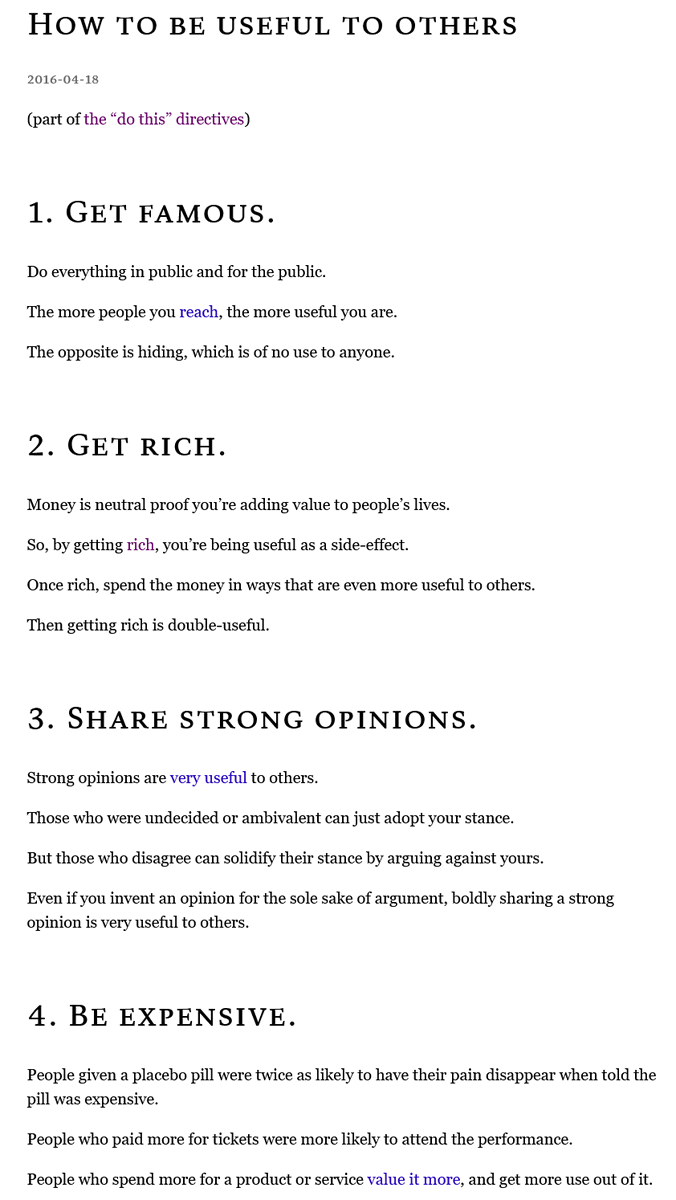 How to be useful to others
2016-04-18
(part of the “do this” directives)
1. Get famous.
Do everything in public and for the public.
The more people you reach, the more useful you are.
The opposite is hiding, which is of no use to anyone.
2. Get rich.
Money is neutral proof you’re adding value to people’s lives.
So, by getting rich, you’re being useful as a side-effect.
Once rich, spend the money in ways that are even more useful to others.
Then getting rich is double-useful.
3. Share strong opinions.
Strong opinions are very useful to others.
Those who were undecided or ambivalent can just adopt your stance.
But those who disagree can solidify their stance by arguing against yours.
Even if you invent an opinion for the sole sake of argument, boldly sharing a strong
opinion is very useful to others.
4. Be expensive.
People given a placebo pill were twice as likely to have their pain disappear when told the
pill was expensive.
People who paid more for tickets were more likely to attend the performance.
People who spend more for a product or service value it more, and get more use out of it.